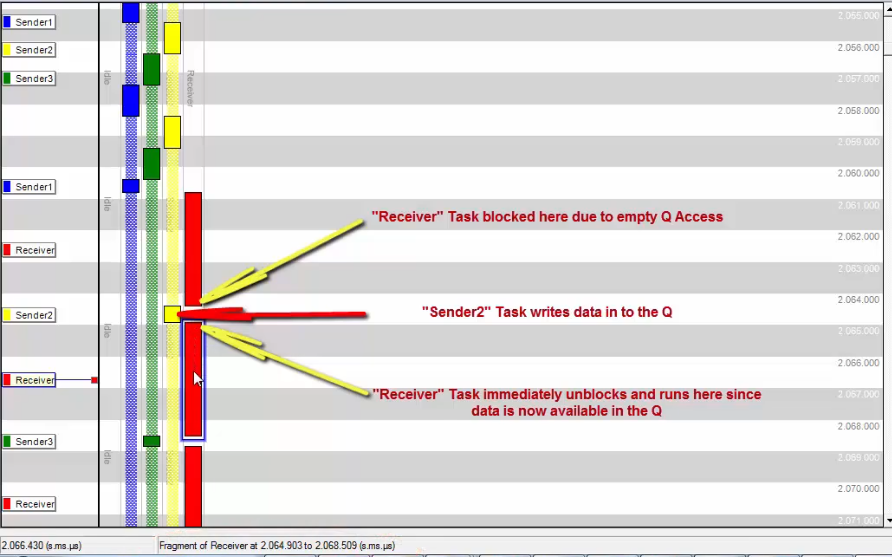 2.055.000
Sender1
2.056.000
Sender2
2.057.000
Sender3
Idle
Receiver
2.058.000
2.059.000
2.060.000
Sender1
2.061.000
Idle
"Receiver" Task blocked here due to empty Q Access
2.062.000
Receiver
2.063.000
2.064.000
Sender2
"Sender2" Task writes data in to the Q
2.065.000
Idle
2.066.000
Receiver
2.067.000
"Receiver" Task immediately unblocks and runs here since
data is now available in the Q
2.068.000
Sender3
2.069.000
Idle
2.070.000
Receiver
2.071.000
2.066.430 (s.ms.µs)
Fragment of Receiver at 2.064.903 to 2.068.509 (s.ms.µs)